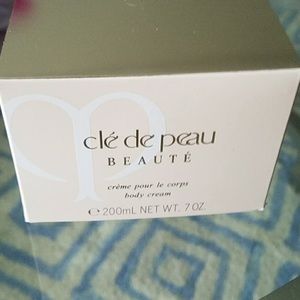 clé de peau
BEAUTÉ
crème pour le corps
body cream
℮200mL NET WT. 7 OZ.